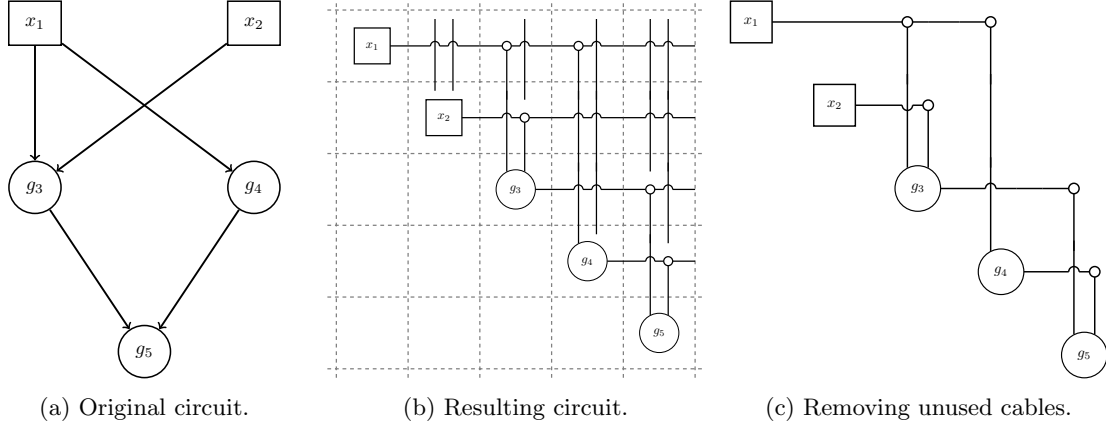 x₁ x₂
g₃ g₄
g₅
(a) Original circuit.
x₁
x₂
g₃
g₄
g₅
(b) Resulting circuit.
x₁
x₂
g₃
g₄
g₅
(c) Removing unused cables.